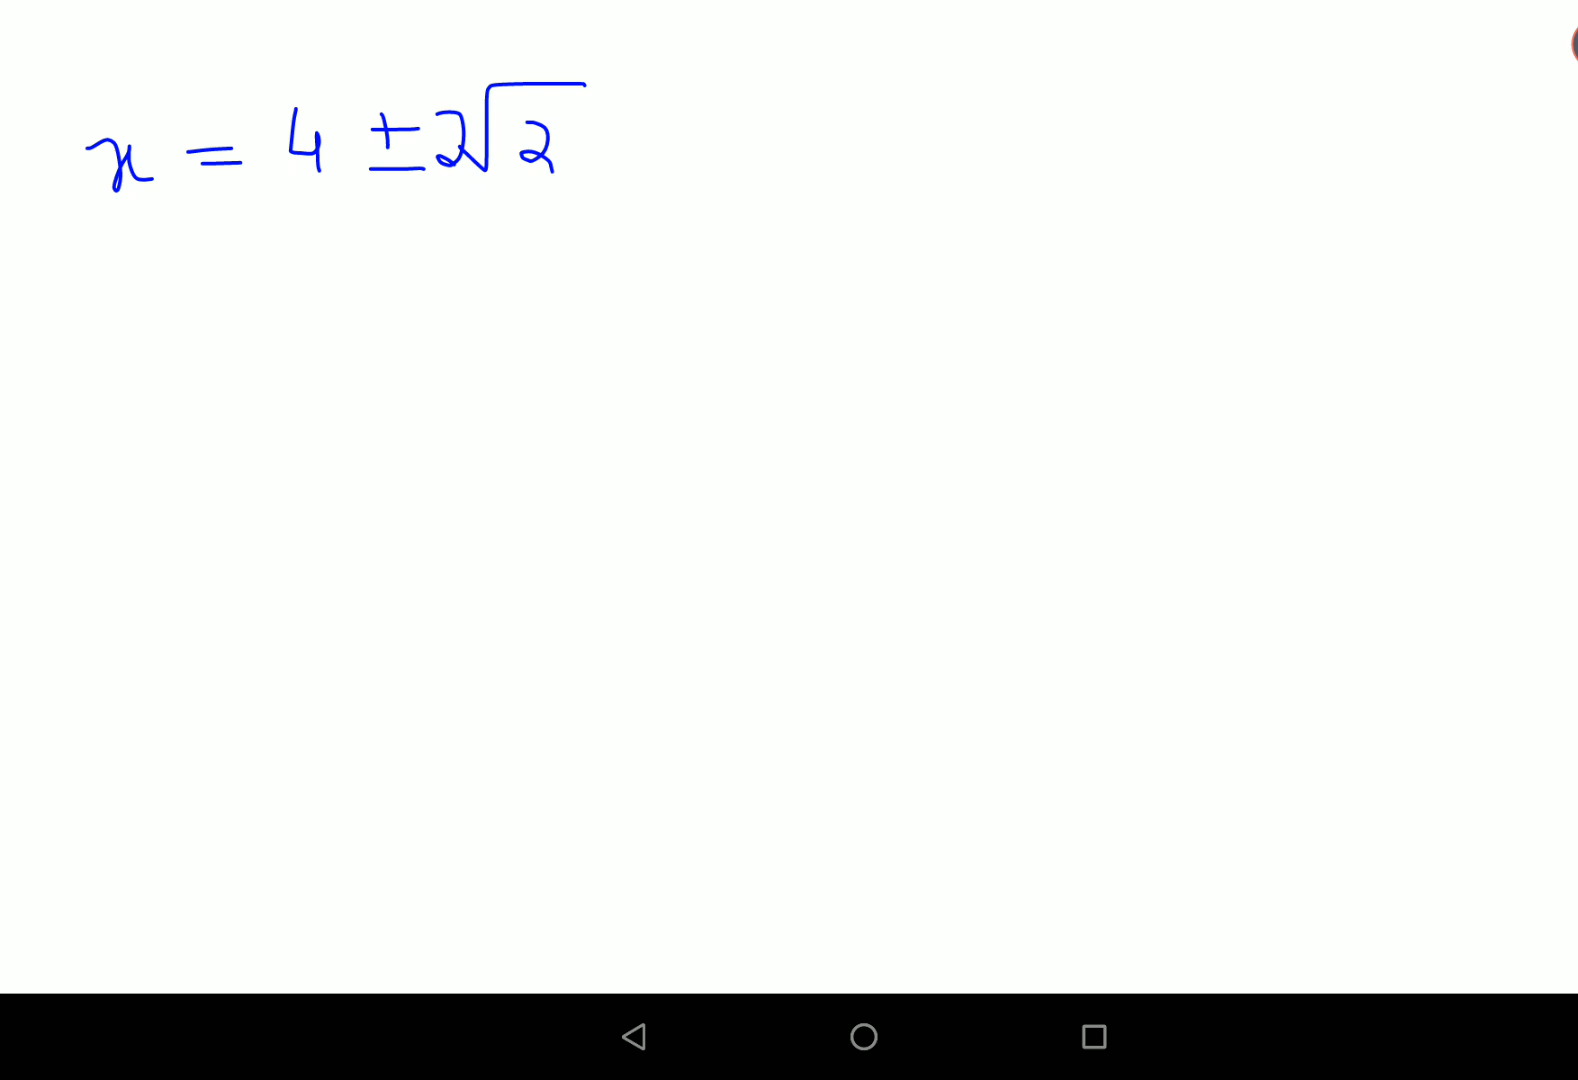 x = 4 ± 2√2